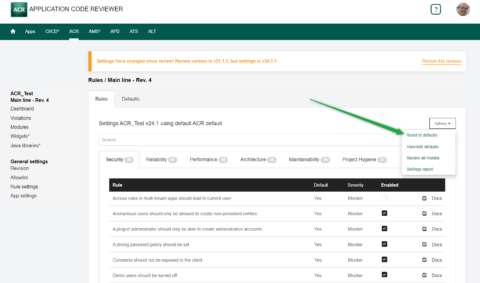 ACR APPLICATION CODE REVIEWER
?
Apps CI/CD* ACR AMS* APD ATS ALT
Settings have changed since review! Review version is v21.1.1, but settings is v24.1.1 Review this revision
Rules / Main line - Rev. 4
ACR_Test
Main line - Rev. 4
Dashboard
Violations
Modules
Widgets*
Java libraries*
General settings
Revision
Allowlist
Rule settings
App settings
Rules Defaults
Settings ACR_Test v24.1 using default ACR default
Options
Reset to defaults
View/edit defaults
Review all models
Settings report
Search
Security Reliability Performance Architecture Maintainability Project Hygiene
Rule Default Severity Enabled
Access rules in multi tenant apps should lead to current user Yes Blocker Docs
Anonymous users should only be allowed to create non-persistent entities Yes Blocker Docs
A project administrator should only be able to create administrative accounts Yes Blocker Docs
A strong password policy should be set Yes Blocker Docs
Constants should not be exposed to the client Yes Blocker Docs
Demo users should be turned off Yes Blocker Docs